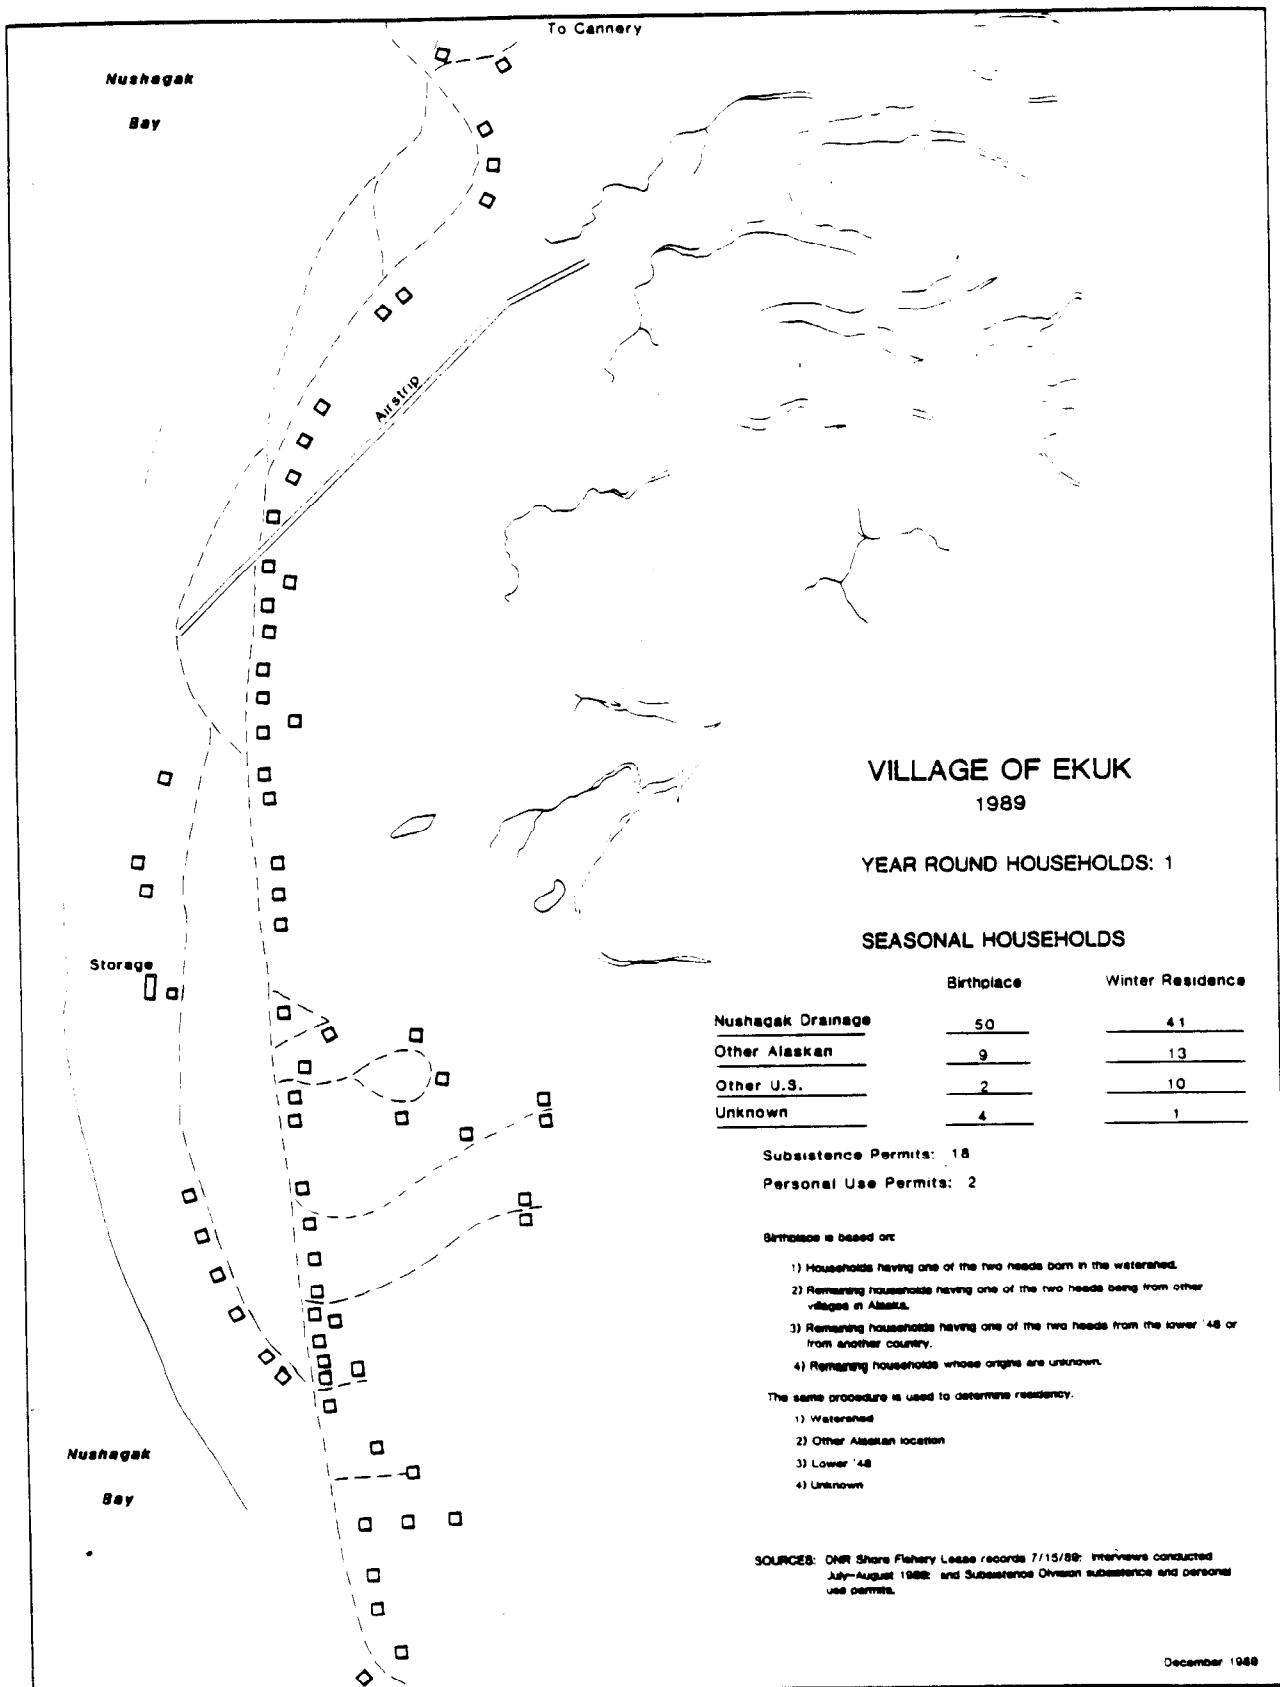 To Cannery
Nushagak
Bay
Airstrip
VILLAGE OF EKUK
1989
YEAR ROUND HOUSEHOLDS: 1
SEASONAL HOUSEHOLDS
Storage
Birthplace Winter Residence
Nushagak Drainage 50 41
Other Alaskan 9 13
Other U.S. 2 10
Unknown 4 1
Subsistence Permits: 18
Personal Use Permits: 2
Birthplace is based on:
1) Households having one of the two heads born in the watershed.
2) Remaining households having one of the two heads being from other
villages in Alaska.
3) Remaining households having one of the two heads from the lower '48 or
from another country.
4) Remaining households whose origins are unknown.
The same procedure is used to determine residency.
1) Watershed
2) Other Alaskan location
3) Lower '48
4) Unknown
Nushagak
Bay
SOURCES: DNR Shore Fishery Lease records 7/15/89; Interviews conducted
July-August 1989; and Subsistence Division subsistence and personal
use permits.
December 1989